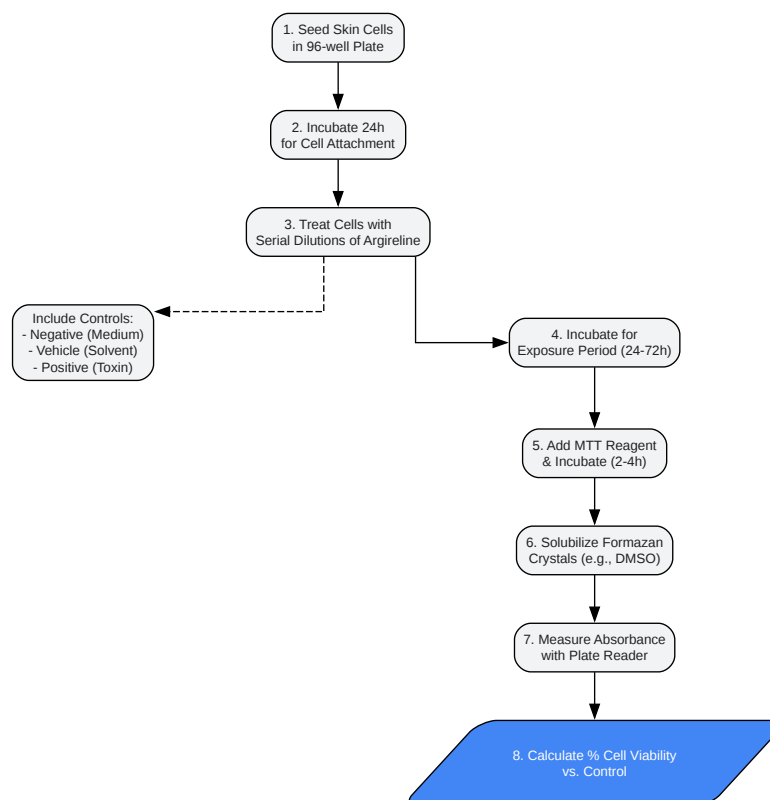 1. Seed Skin Cells
in 96-well Plate
2. Incubate 24h
for Cell Attachment
3. Treat Cells with
Serial Dilutions of Argireline
Include Controls:
- Negative (Medium)
- Vehicle (Solvent)
- Positive (Toxin)
4. Incubate for
Exposure Period (24-72h)
5. Add MTT Reagent
& Incubate (2-4h)
6. Solubilize Formazan
Crystals (e.g., DMSO)
7. Measure Absorbance
with Plate Reader
8. Calculate % Cell Viability
vs. Control